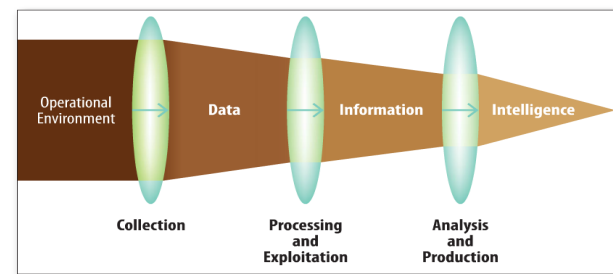 Operational
Environment
Data
Information
Intelligence
Collection
Processing
and
Exploitation
Analysis
and
Production